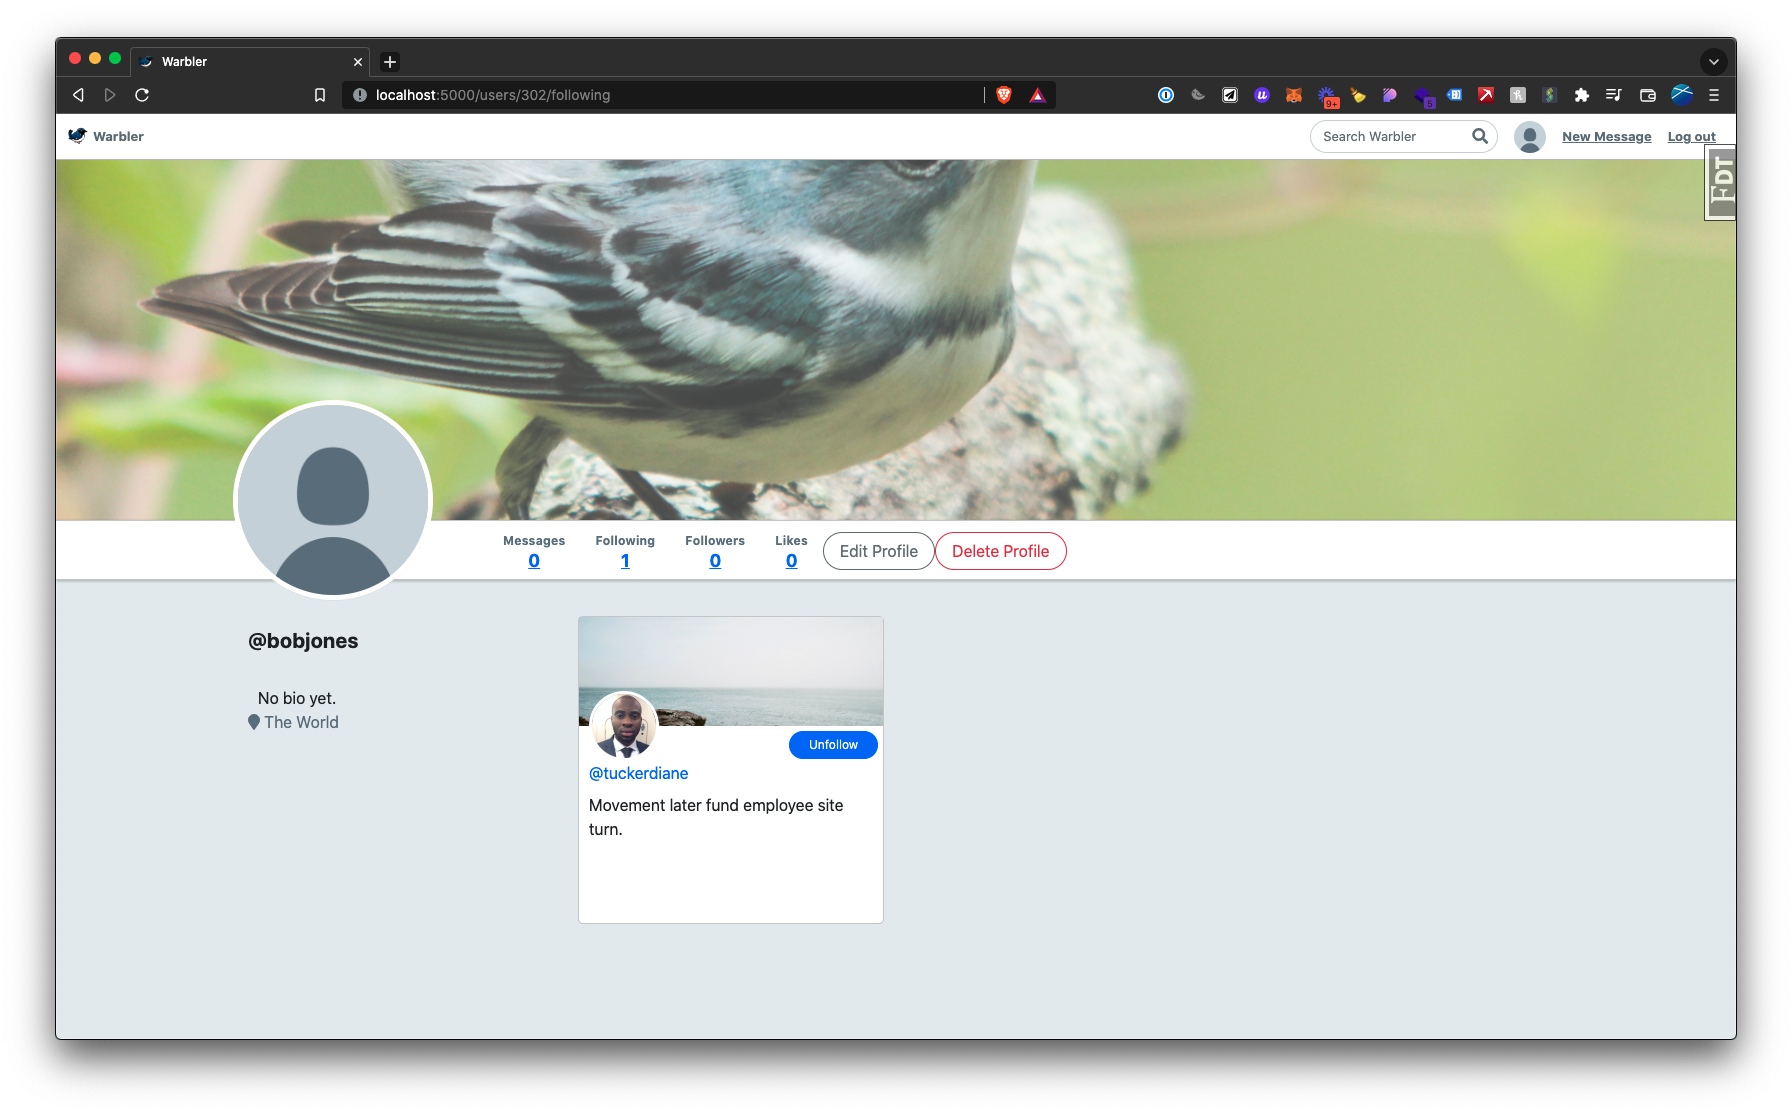 Warbler
localhost:5000/users/302/following
9+
5
Warbler
Search Warbler
New Message
Log out
FDT
Messages
0
Following
1
Followers
0
Likes
0
Edit Profile
Delete Profile
@bobjones
No bio yet.
The World
Unfollow
@tuckerdiane
Movement later fund employee site
turn.